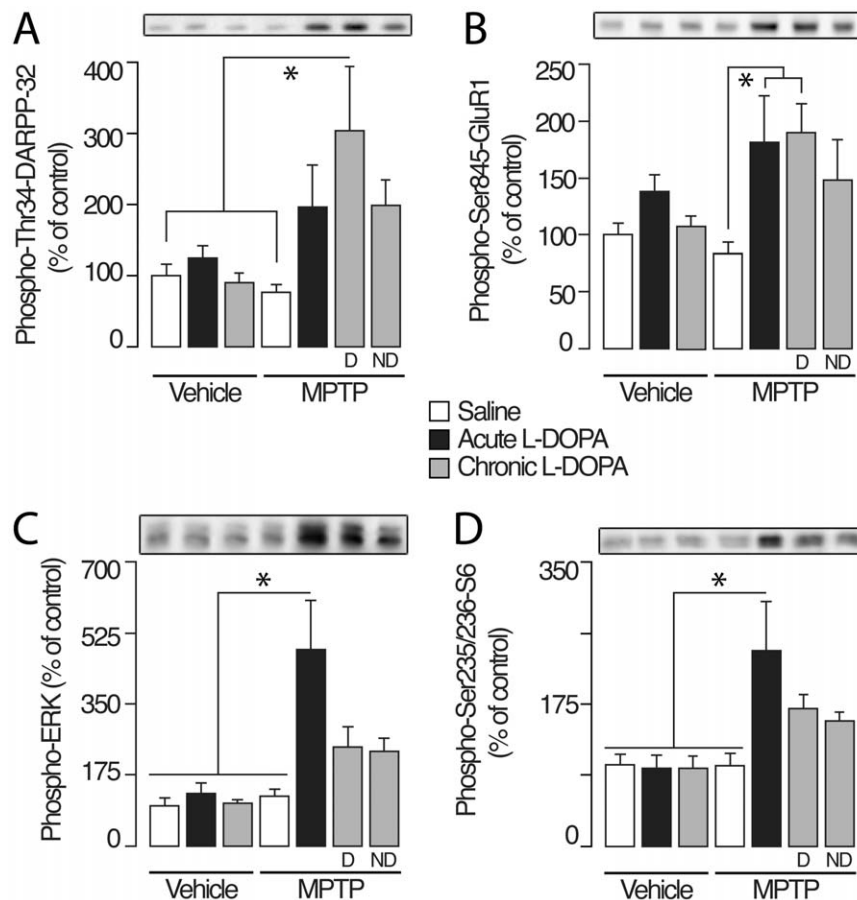 A
*
400
300
200
100
0
Phospho-Thr34-DARPP-32
(% of control)
D ND
Vehicle MPTP
B
*
250
200
150
100
50
0
Phospho-Ser845-GluR1
(% of control)
D ND
Vehicle MPTP
Saline
Acute L-DOPA
Chronic L-DOPA
C
*
700
525
350
175
0
Phospho-ERK (% of control)
D ND
Vehicle MPTP
D
*
350
175
0
Phospho-Ser235/236-S6
(% of control)
D ND
Vehicle MPTP